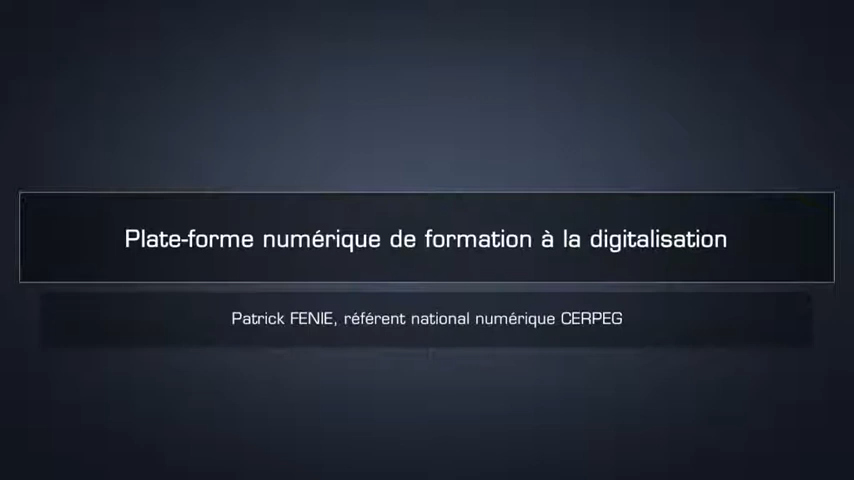 Plate-forme numérique de formation à la digitalisation
Patrick FENIE, référent national numérique CERPEG